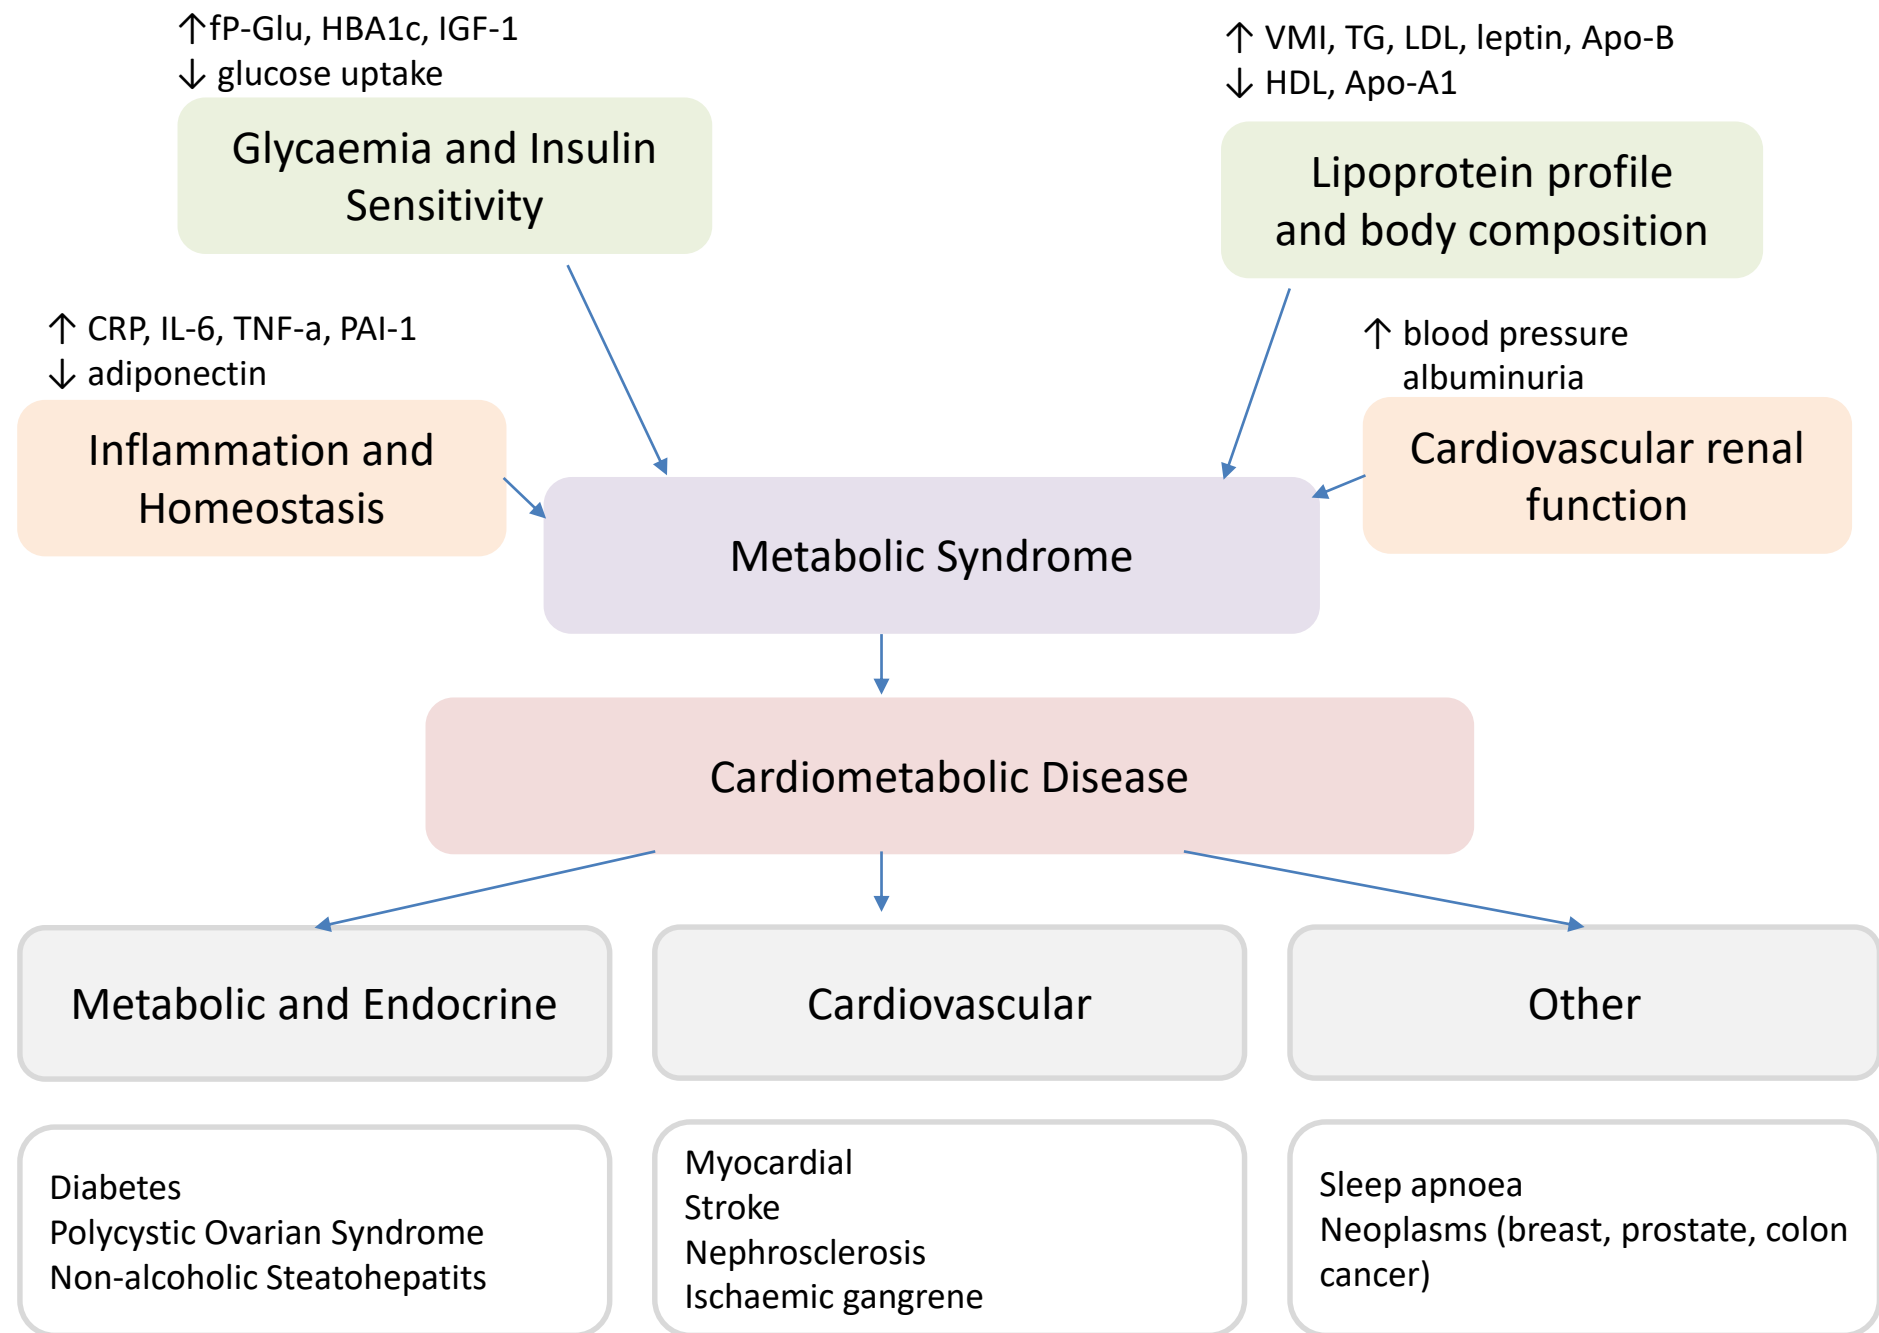 ↑fP-Glu, HBA1c, IGF-1
↓ glucose uptake
Glycaemia and Insulin
Sensitivity
↑ VMI, TG, LDL, leptin, Apo-B
↓ HDL, Apo-A1
Lipoprotein profile
and body composition
↑ CRP, IL-6, TNF-a, PAI-1
↓ adiponectin
Inflammation and
Homeostasis
↑ blood pressure
albuminuria
Cardiovascular renal
function
Metabolic Syndrome
Cardiometabolic Disease
Metabolic and Endocrine
Cardiovascular
Other
Diabetes
Polycystic Ovarian Syndrome
Non-alcoholic Steatohepatits
Myocardial
Stroke
Nephrosclerosis
Ischaemic gangrene
Sleep apnoea
Neoplasms (breast, prostate, colon
cancer)